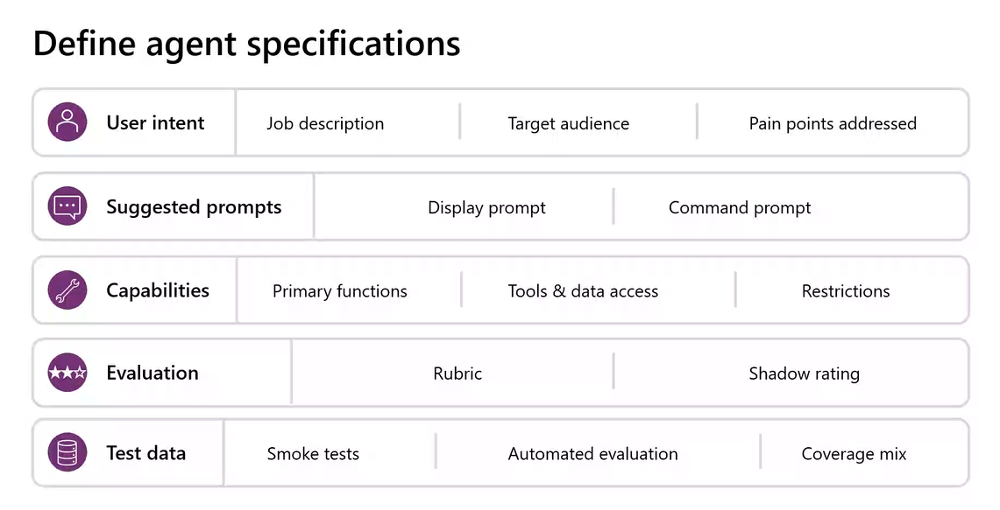 Define agent specifications
User intent Job description Target audience Pain points addressed
Suggested prompts Display prompt Command prompt
Capabilities Primary functions Tools & data access Restrictions
Evaluation Rubric Shadow rating
Test data Smoke tests Automated evaluation Coverage mix